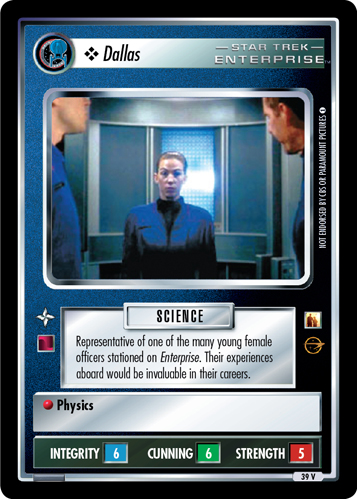 ❖ Dallas
STAR TREK
ENTERPRISE™
NOT ENDORSED BY CBS OR PARAMOUNT PICTURES
SCIENCE
Representative of one of the many young female
officers stationed on Enterprise. Their experiences
aboard would be invaluable in their careers.
Physics
INTEGRITY 6 CUNNING 6 STRENGTH 5
39 V